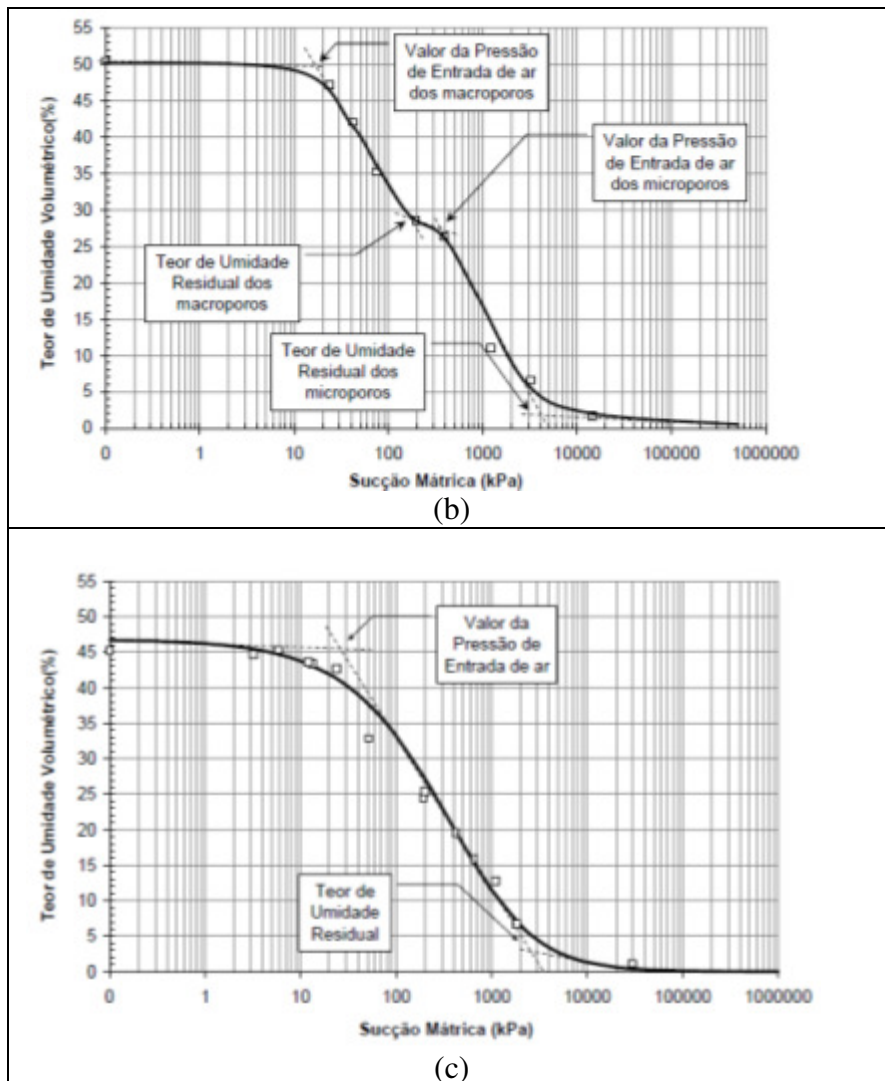 55
50
45
40
35
30
25
20
15
10
5
0
Teor de Umidade Volumétrico(%)
Valor da Pressão
de Entrada de ar
dos macroporos
Valor da Pressão
de Entrada de ar
dos microporos
Teor de Umidade
Residual dos
macroporos
Teor de Umidade
Residual dos
microporos
0 1 10 100 1000 10000 100000 1000000
Sucção Mátrica (kPa)
(b)
55
50
45
40
35
30
25
20
15
10
5
0
Teor de Umidade Volumétrico(%)
Valor da
Pressão de
Entrada de ar
Teor de
Umidade
Residual
0 1 10 100 1000 10000 100000 1000000
Sucção Mátrica (kPa)
(c)